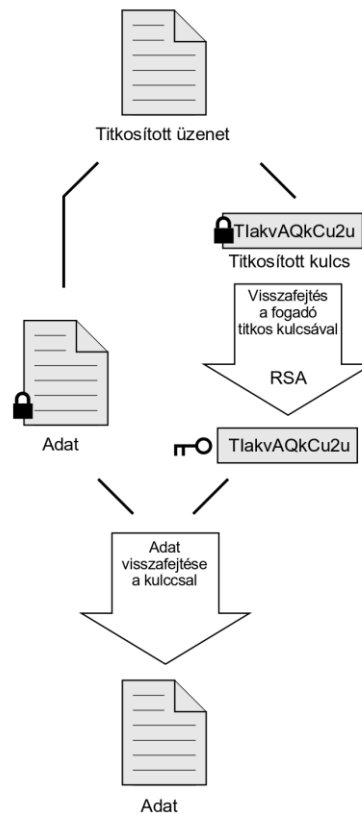 Titkosított üzenet
TIakvAQkCu2u
Titkosított kulcs
Visszafejtés
a fogadó
titkos kulcsával
RSA
Adat
TIakvAQkCu2u
Adat
visszafejtése
a kulccsal
Adat